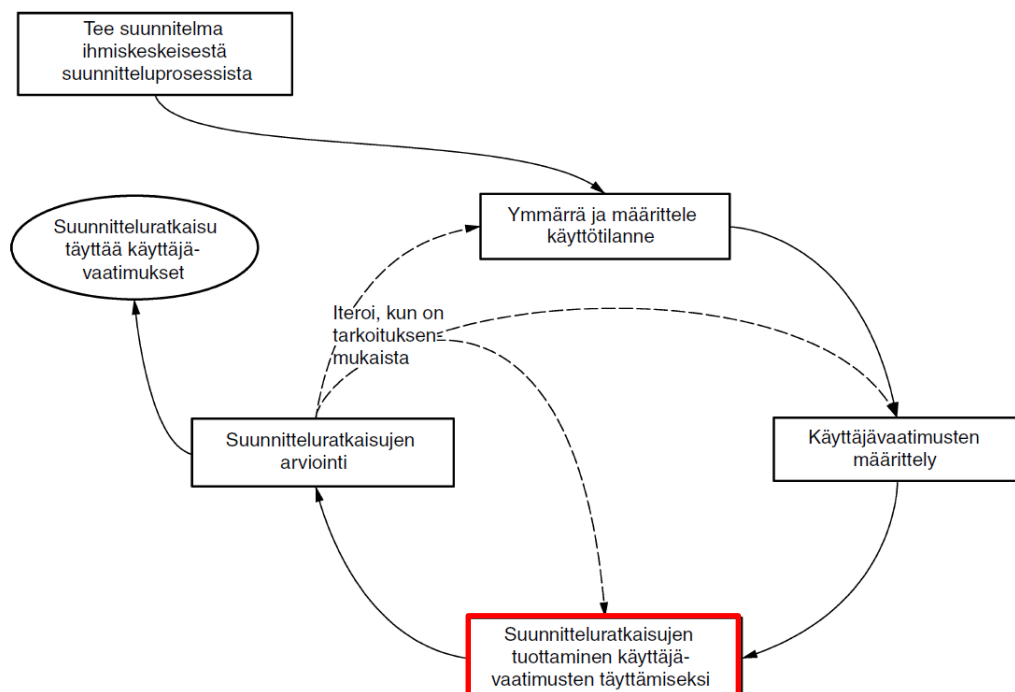 Tee suunnitelma
ihmiskeskeisestä
suunnitteluprosessista
Ymmärrä ja määrittele
käyttötilanne
Suunnitteluratkaisu
täyttää käyttäjä-
vaatimukset
Iteroi, kun on
tarkoituksen-
mukaista
Suunnitteluratkaisujen
arviointi
Käyttäjävaatimusten
määrittely
Suunnitteluratkaisujen
tuottaminen käyttäjä-
vaatimusten täyttämiseksi